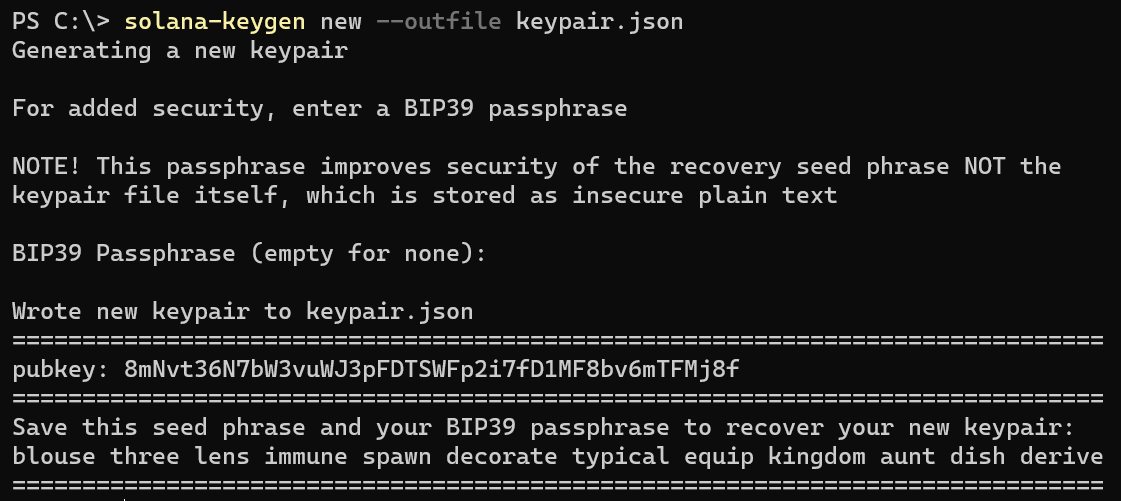 PS C:\> solana-keygen new --outfile keypair.json
Generating a new keypair
For added security, enter a BIP39 passphrase
NOTE! This passphrase improves security of the recovery seed phrase NOT the
keypair file itself, which is stored as insecure plain text
BIP39 Passphrase (empty for none):
Wrote new keypair to keypair.json
==============================================================================
pubkey: 8mNvt36N7bW3vuWJ3pFDTSWFp2i7fD1MF8bv6mTFMj8f
==============================================================================
Save this seed phrase and your BIP39 passphrase to recover your new keypair:
blouse three lens immune spawn decorate typical equip kingdom aunt dish derive
==============================================================================